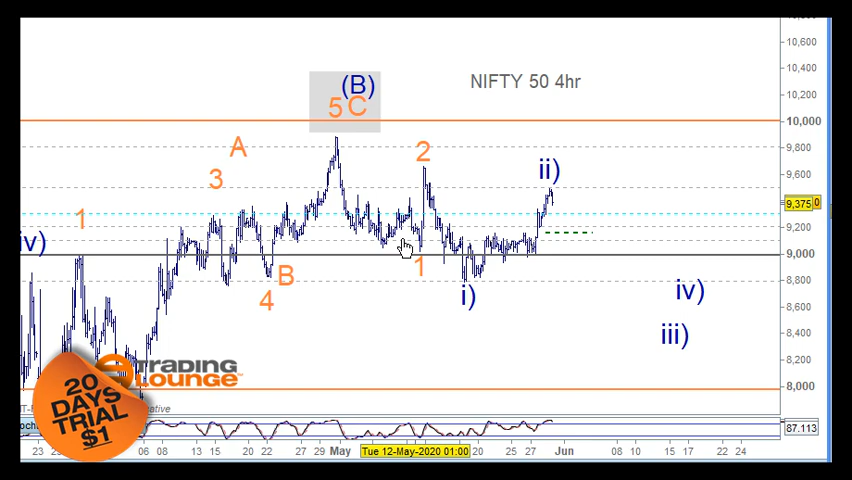 NIFTY 50 4hr
(B)
5 C
A
3
1
iv)
2
ii)
B
4
1
i)
iv)
iii)
10,600
10,400
10,200
10,000
9,800
9,600
9,375
9,200
9,000
8,800
8,600
8,400
8,200
8,000
87.113
TRADING
LOUNGE
20
DAYS
TRIAL
$1
23
06 08 13 15 20 22 27 29 May Tue 12-May-2020 01:00 20 25 27 Jun 08 10 15 17 22 24